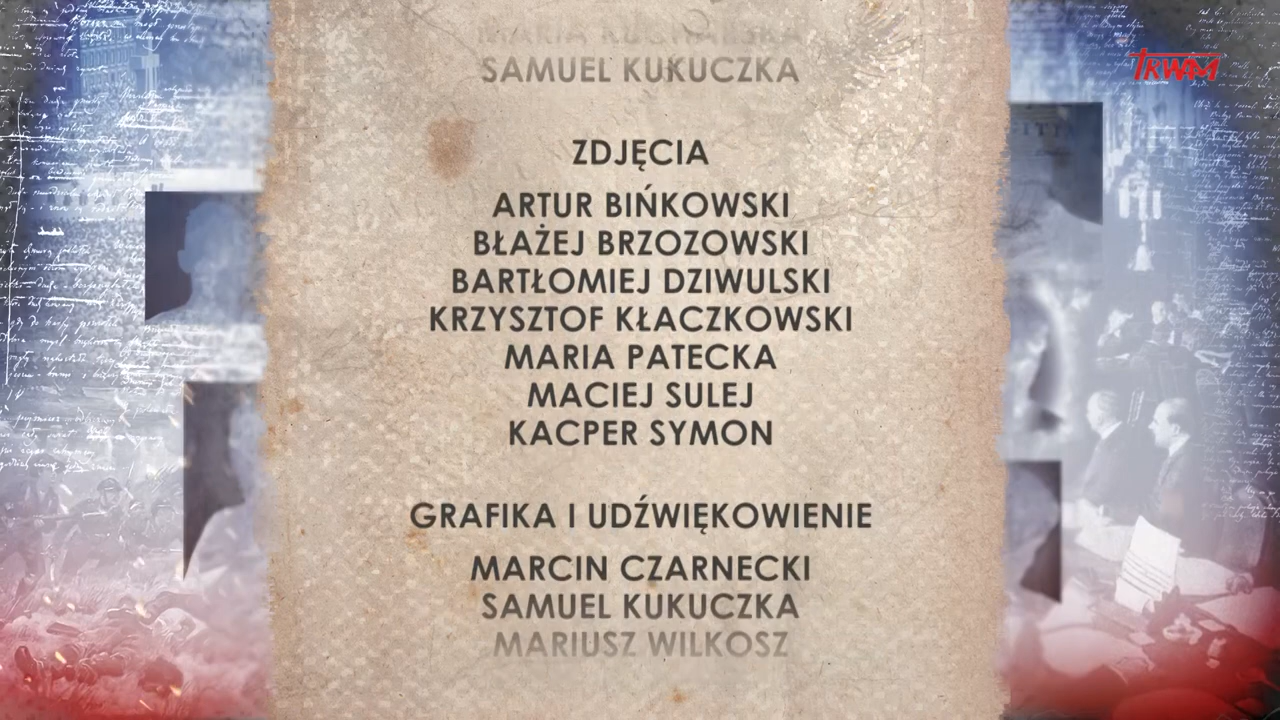 SAMUEL KUKUCZKA
TRWAM
ZDJĘCIA
ARTUR BIŃKOWSKI
BŁAŻEJ BRZOZOWSKI
BARTŁOMIEJ DZIWULSKI
KRZYSZTOF KŁACZKOWSKI
MARIA PATECKA
MACIEJ SULEJ
KACPER SYMON
GRAFIKA I UDŹWIĘKOWIENIE
MARCIN CZARNECKI
SAMUEL KUKUCZKA
MARIUSZ WILKOSZ